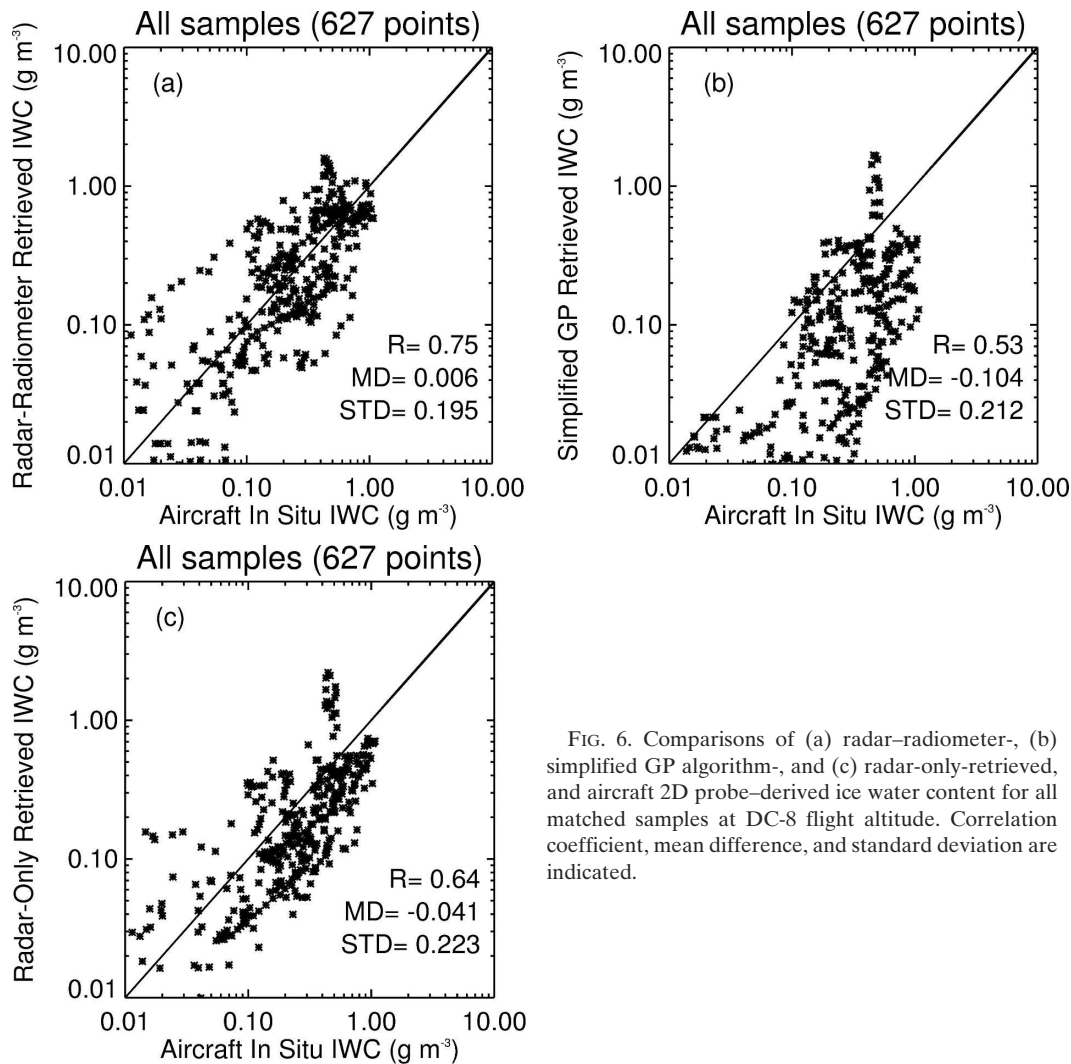 All samples (627 points)
Radar-Radiometer Retrieved IWC (g m-3)
10.00
1.00
0.10
0.01
(a)
R= 0.75
MD= 0.006
STD= 0.195
0.01 0.10 1.00 10.00
Aircraft In Situ IWC (g m-3)
All samples (627 points)
Simplified GP Retrieved IWC (g m-3)
10.00
1.00
0.10
0.01
(b)
R= 0.53
MD= -0.104
STD= 0.212
0.01 0.10 1.00 10.00
Aircraft In Situ IWC (g m-3)
All samples (627 points)
Radar-Only Retrieved IWC (g m-3)
10.00
1.00
0.10
0.01
(c)
R= 0.64
MD= -0.041
STD= 0.223
0.01 0.10 1.00 10.00
Aircraft In Situ IWC (g m-3)
FIG. 6. Comparisons of (a) radar–radiometer-, (b)
simplified GP algorithm-, and (c) radar-only-retrieved,
and aircraft 2D probe–derived ice water content for all
matched samples at DC-8 flight altitude. Correlation
coefficient, mean difference, and standard deviation are
indicated.